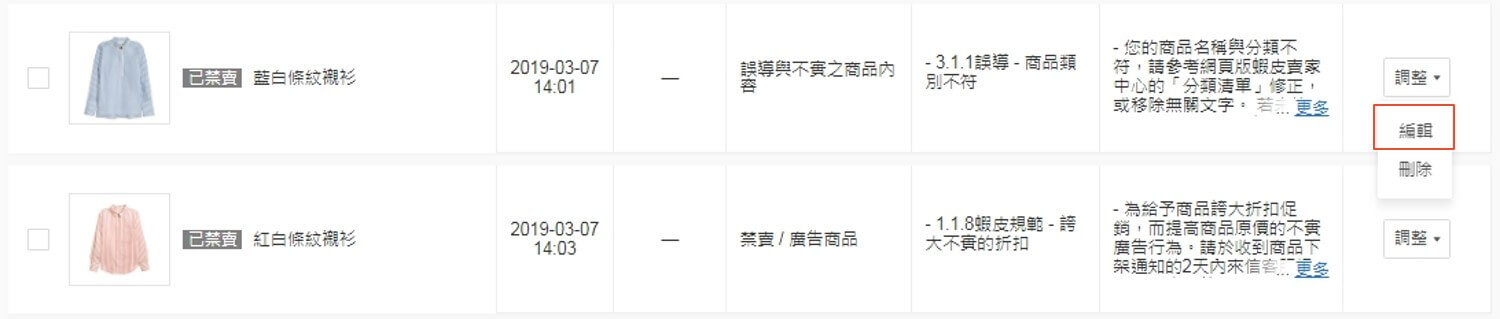 已禁賣 藍白條紋襯衫
2019-03-07
14:01
—
誤導與不實之商品內
容
- 3.1.1誤導 - 商品類
別不符
- 您的商品名稱與分類不
符，請參考網頁版蝦皮賣家
中心的「分類清單」修正，
或移除無關文字。 若... 更多
調整
編輯
刪除
已禁賣 紅白條紋襯衫
2019-03-07
14:03
—
禁賣 / 廣告商品
- 1.1.8蝦皮規範 - 誇
大不實的折扣
- 為給予商品誇大折扣促
銷，而提高商品原價的不實
廣告行為。請於收到商品下
架通知的2天內來信客... 更多
調整